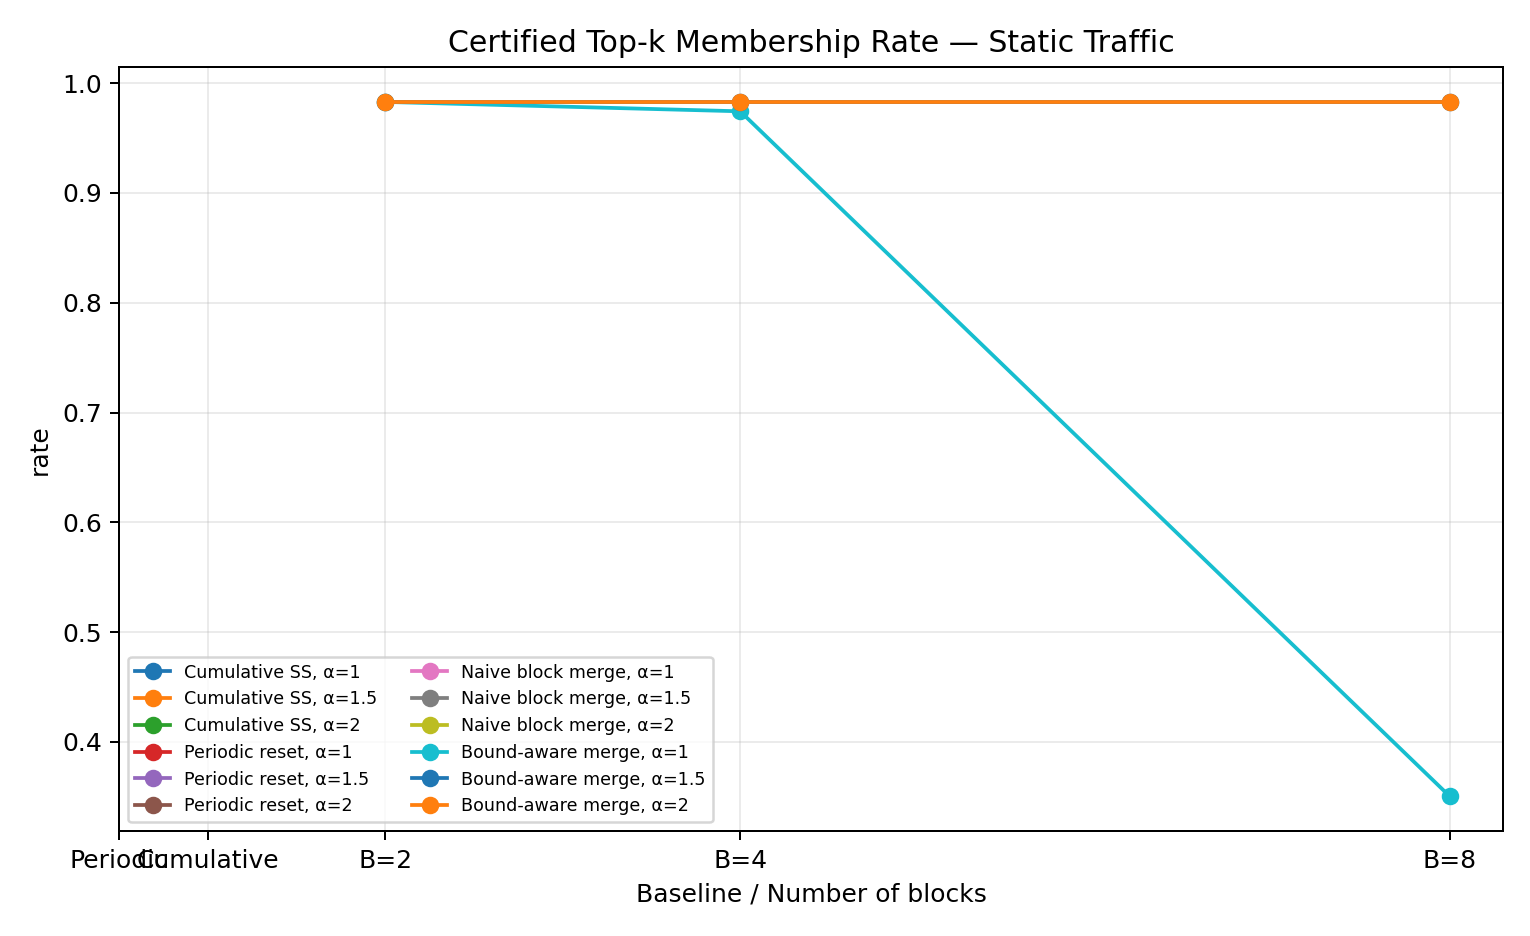 Certified Top-k Membership Rate — Static Traffic
1.0
0.9
0.8
0.7
0.6
0.5
0.4
rate
Cumulative SS, α=1
Cumulative SS, α=1.5
Cumulative SS, α=2
Periodic reset, α=1
Periodic reset, α=1.5
Periodic reset, α=2
Naive block merge, α=1
Naive block merge, α=1.5
Naive block merge, α=2
Bound-aware merge, α=1
Bound-aware merge, α=1.5
Bound-aware merge, α=2
Periodic Cumulative B=2 B=4 B=8
Baseline / Number of blocks